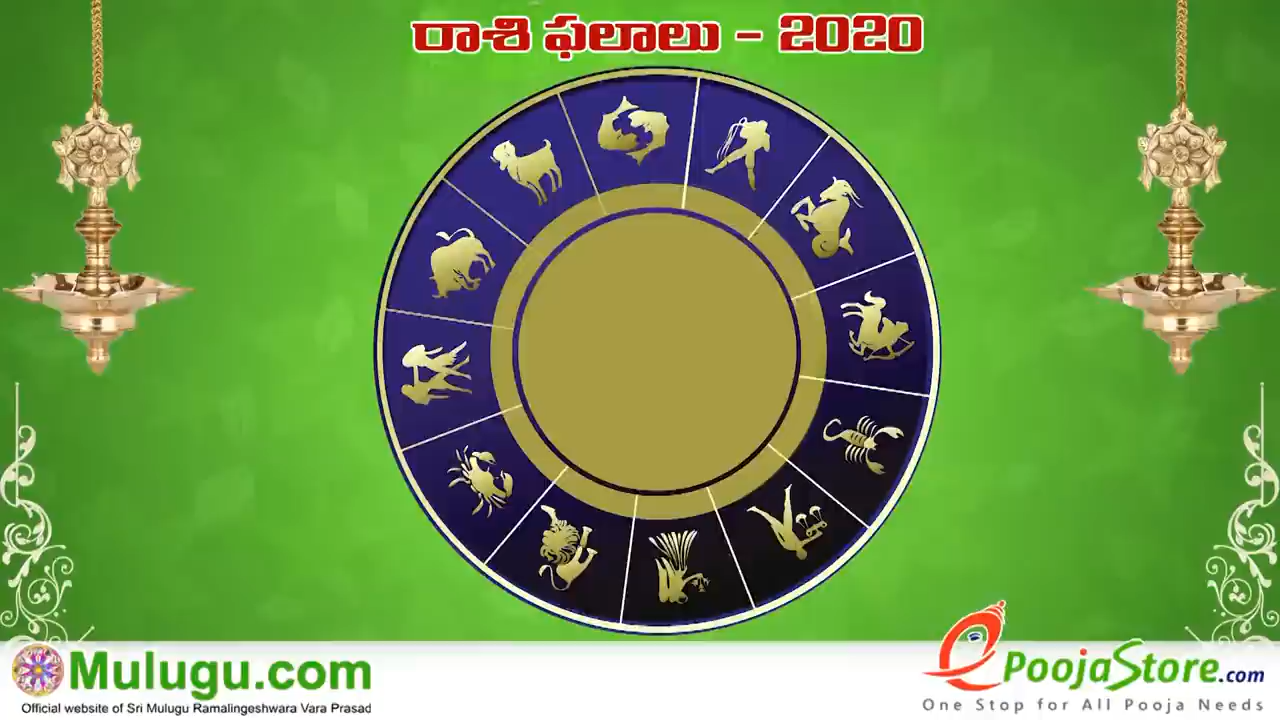 రాశి ఫలాలు - 2020
Mulugu.com
Official website of Sri Mulugu Ramalingeshwara Vara Prasad
ePoojaStore.com
One Stop for All Pooja Needs